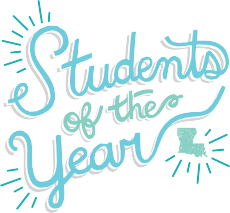 Students
of the
Year